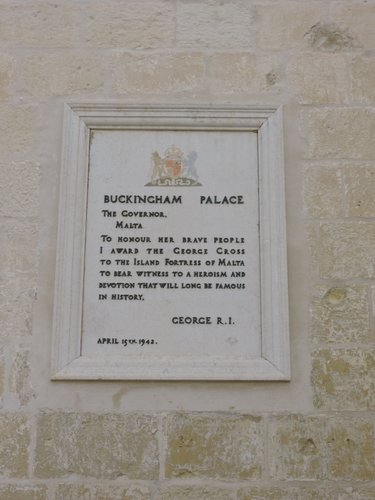 BUCKINGHAM PALACE
THE GOVERNOR,
MALTA
TO HONOUR HER BRAVE PEOPLE
I AWARD THE GEORGE CROSS
TO THE ISLAND FORTRESS OF MALTA
TO BEAR WITNESS TO A HEROISM AND
DEVOTION THAT WILL LONG BE FAMOUS
IN HISTORY.
GEORGE R.I.
APRIL 15TH. 1942.